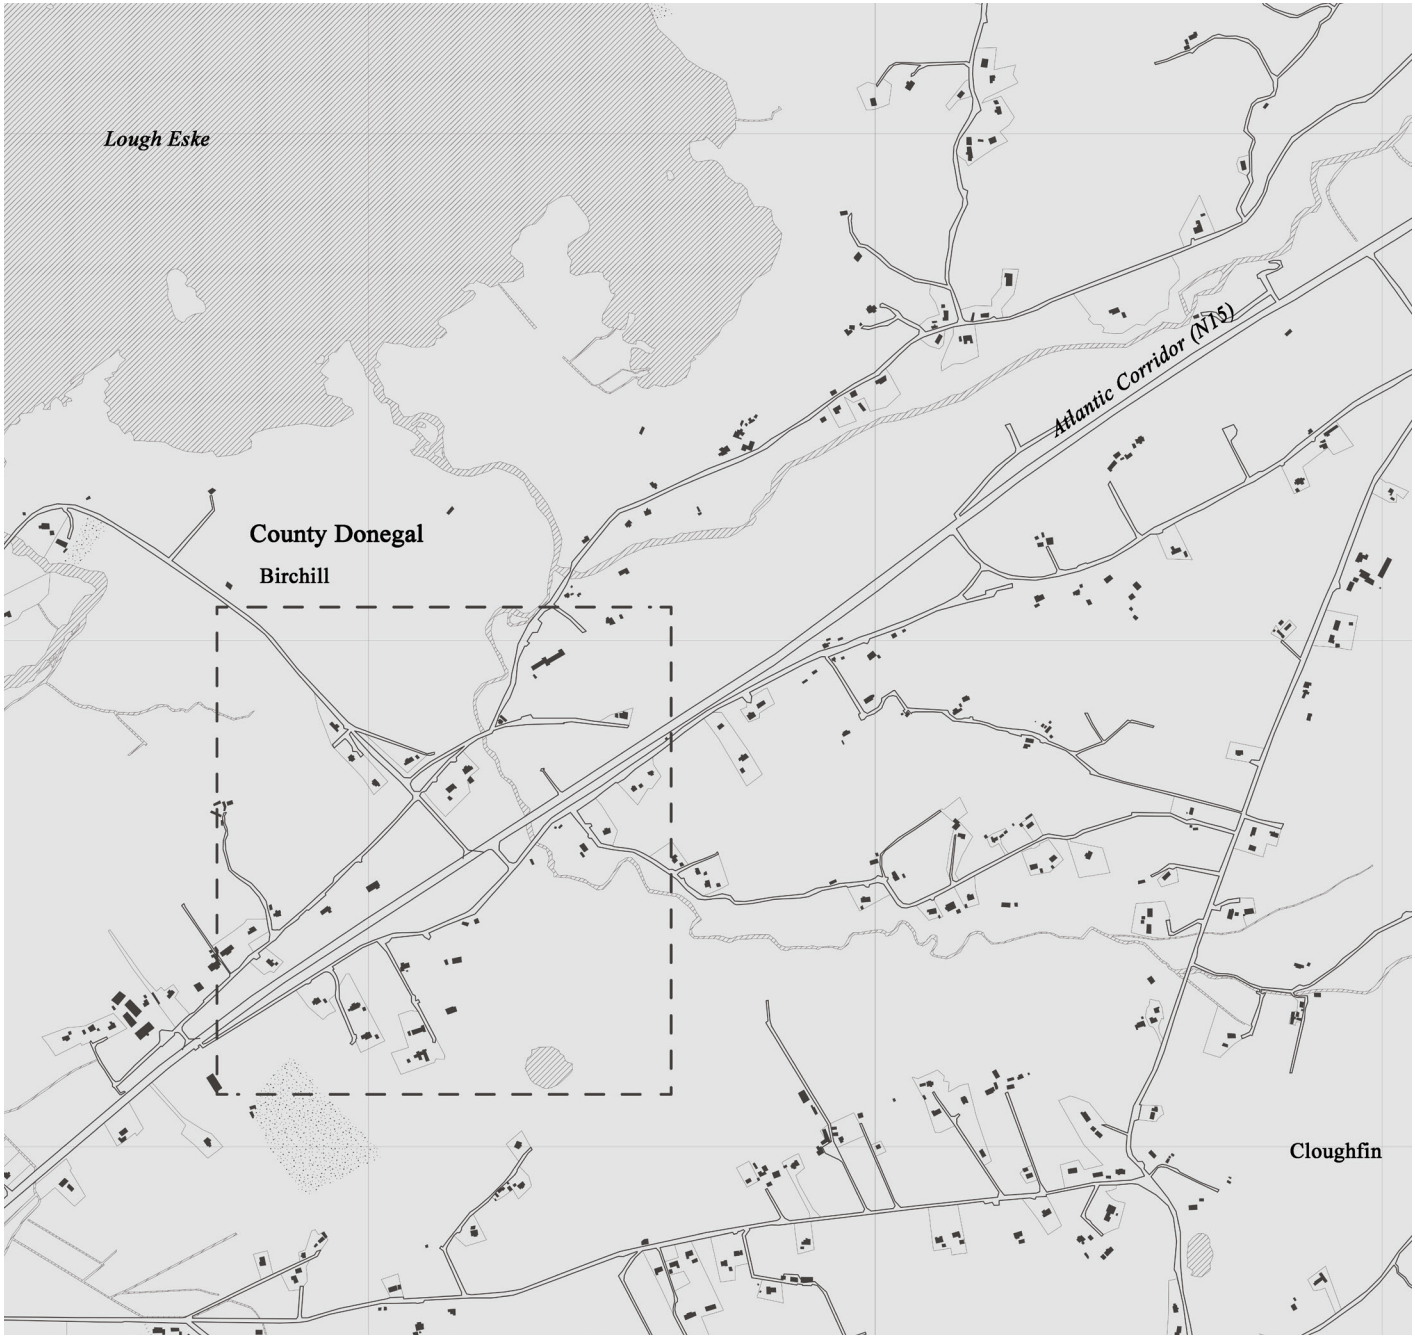 Lough Eske
Atlantic Corridor (N15)
County Donegal
Birchill
Cloughfin